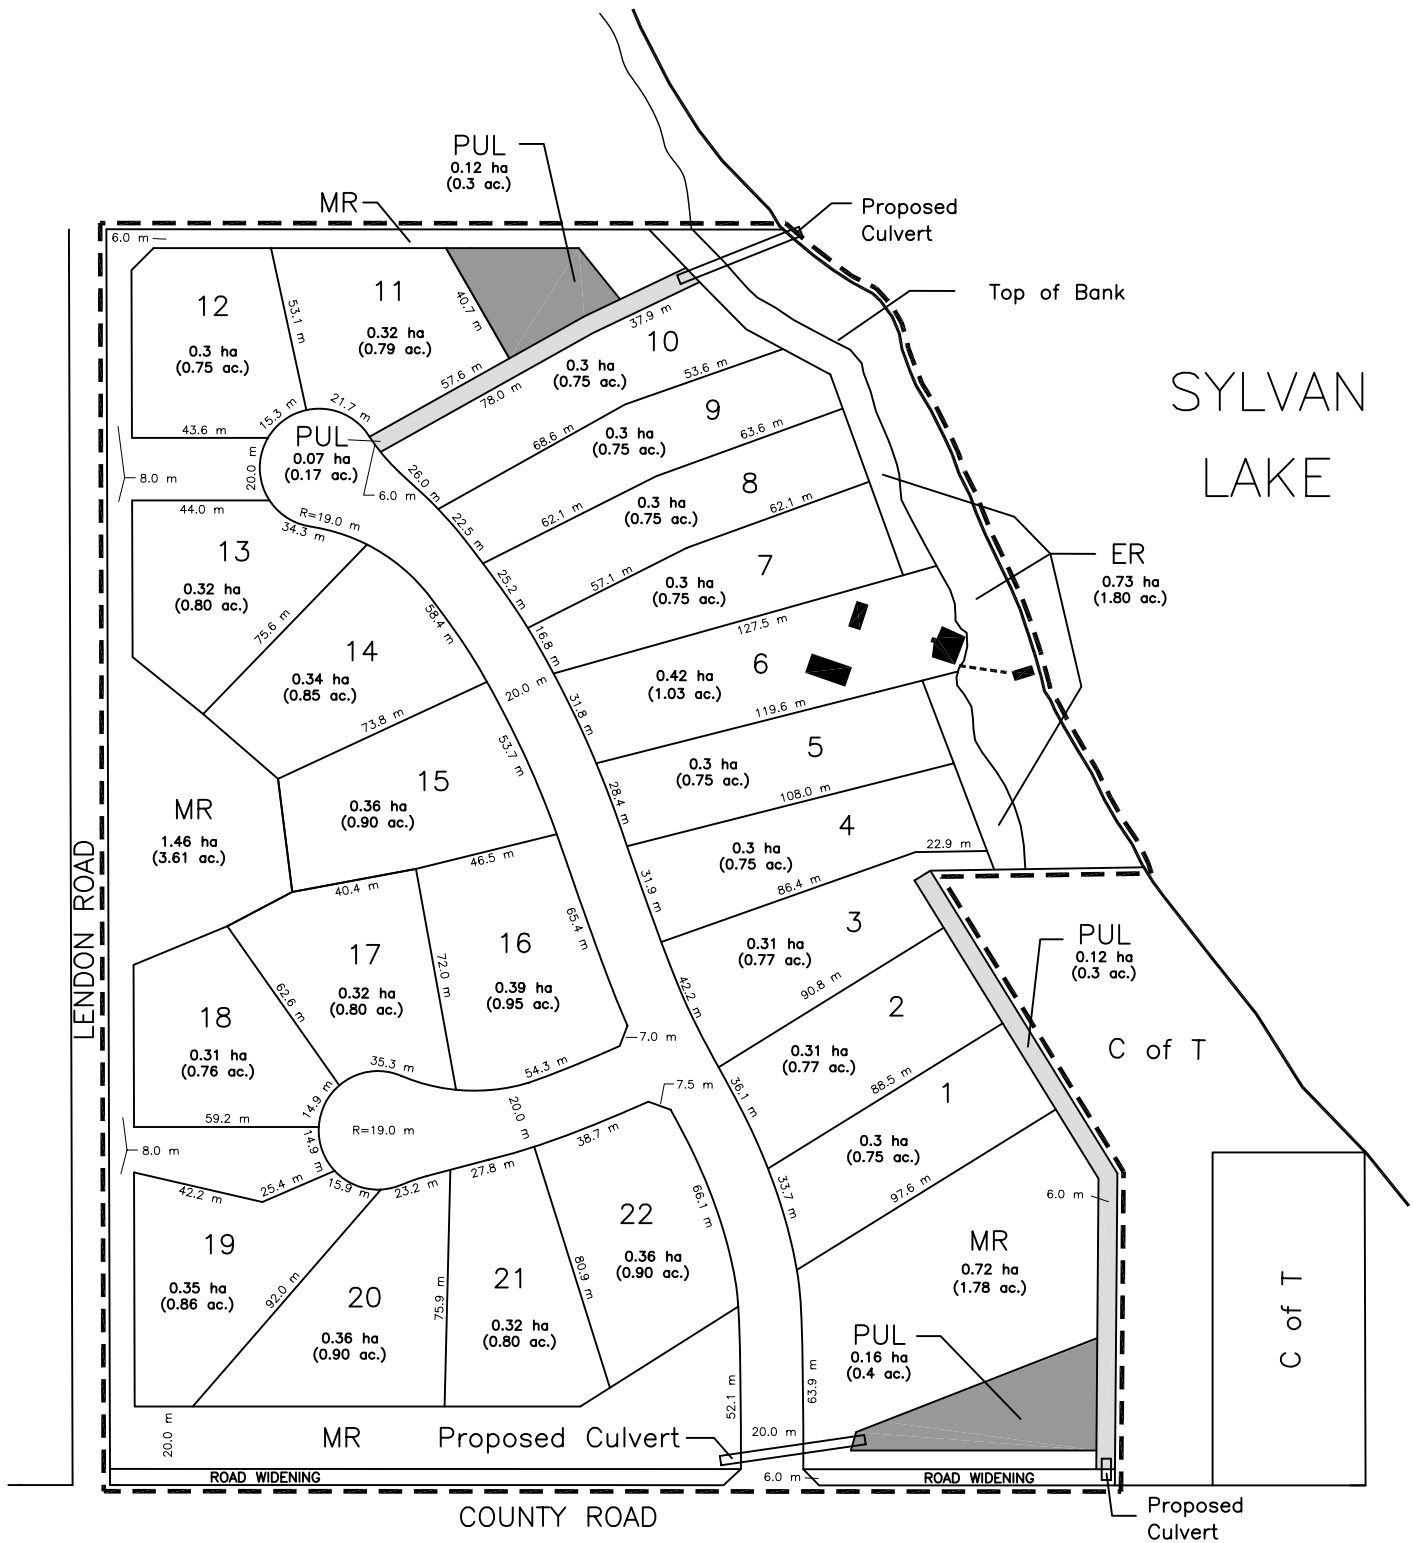 PUL
0.12 ha
(0.3 ac.)
MR
Proposed
Culvert
6.0 m
Top of Bank
12
0.3 ha
(0.75 ac.)
53.1 m
11
0.32 ha
(0.79 ac.)
40.7 m
37.9 m
10
0.3 ha
(0.75 ac.)
57.6 m
78.0 m
53.6 m
SYLVAN
LAKE
15.3 m
21.7 m
43.6 m
PUL
0.07 ha
(0.17 ac.)
20.0 m
8.0 m
6.0 m
26.0 m
68.6 m
9
0.3 ha
(0.75 ac.)
63.6 m
44.0 m
R=19.0 m
34.3 m
22.5 m
62.1 m
8
0.3 ha
(0.75 ac.)
62.1 m
13
0.32 ha
(0.80 ac.)
75.6 m
58.4 m
25.2 m
57.1 m
7
0.3 ha
(0.75 ac.)
ER
0.73 ha
(1.80 ac.)
16.8 m
127.5 m
14
0.34 ha
(0.85 ac.)
73.8 m
20.0 m
31.8 m
6
0.42 ha
(1.03 ac.)
119.6 m
53.7 m
15
0.36 ha
(0.90 ac.)
5
0.3 ha
(0.75 ac.)
28.4 m
108.0 m
MR
1.46 ha
(3.61 ac.)
4
0.3 ha
(0.75 ac.)
22.9 m
46.5 m
40.4 m
31.9 m
86.4 m
LENDON ROAD
65.4 m
3
0.31 ha
(0.77 ac.)
PUL
0.12 ha
(0.3 ac.)
17
0.32 ha
(0.80 ac.)
72.0 m
16
0.39 ha
(0.95 ac.)
42.2 m
90.8 m
62.6 m
18
0.31 ha
(0.76 ac.)
2
0.31 ha
(0.77 ac.)
C of T
7.0 m
35.3 m
54.3 m
7.5 m
36.1 m
88.5 m
1
0.3 ha
(0.75 ac.)
14.9 m
59.2 m
R=19.0 m
20.0 m
38.7 m
8.0 m
14.9 m
42.2 m
25.4 m
15.9 m
23.2 m
27.8 m
66.1 m
33.7 m
97.6 m
6.0 m
19
0.35 ha
(0.86 ac.)
92.0 m
20
0.36 ha
(0.90 ac.)
75.9 m
21
0.32 ha
(0.80 ac.)
80.9 m
22
0.36 ha
(0.90 ac.)
MR
0.72 ha
(1.78 ac.)
C of T
PUL
0.16 ha
(0.4 ac.)
52.1 m
63.9 m
20.0 m
MR
Proposed Culvert
20.0 m
ROAD WIDENING
6.0 m
ROAD WIDENING
COUNTY ROAD
Proposed
Culvert